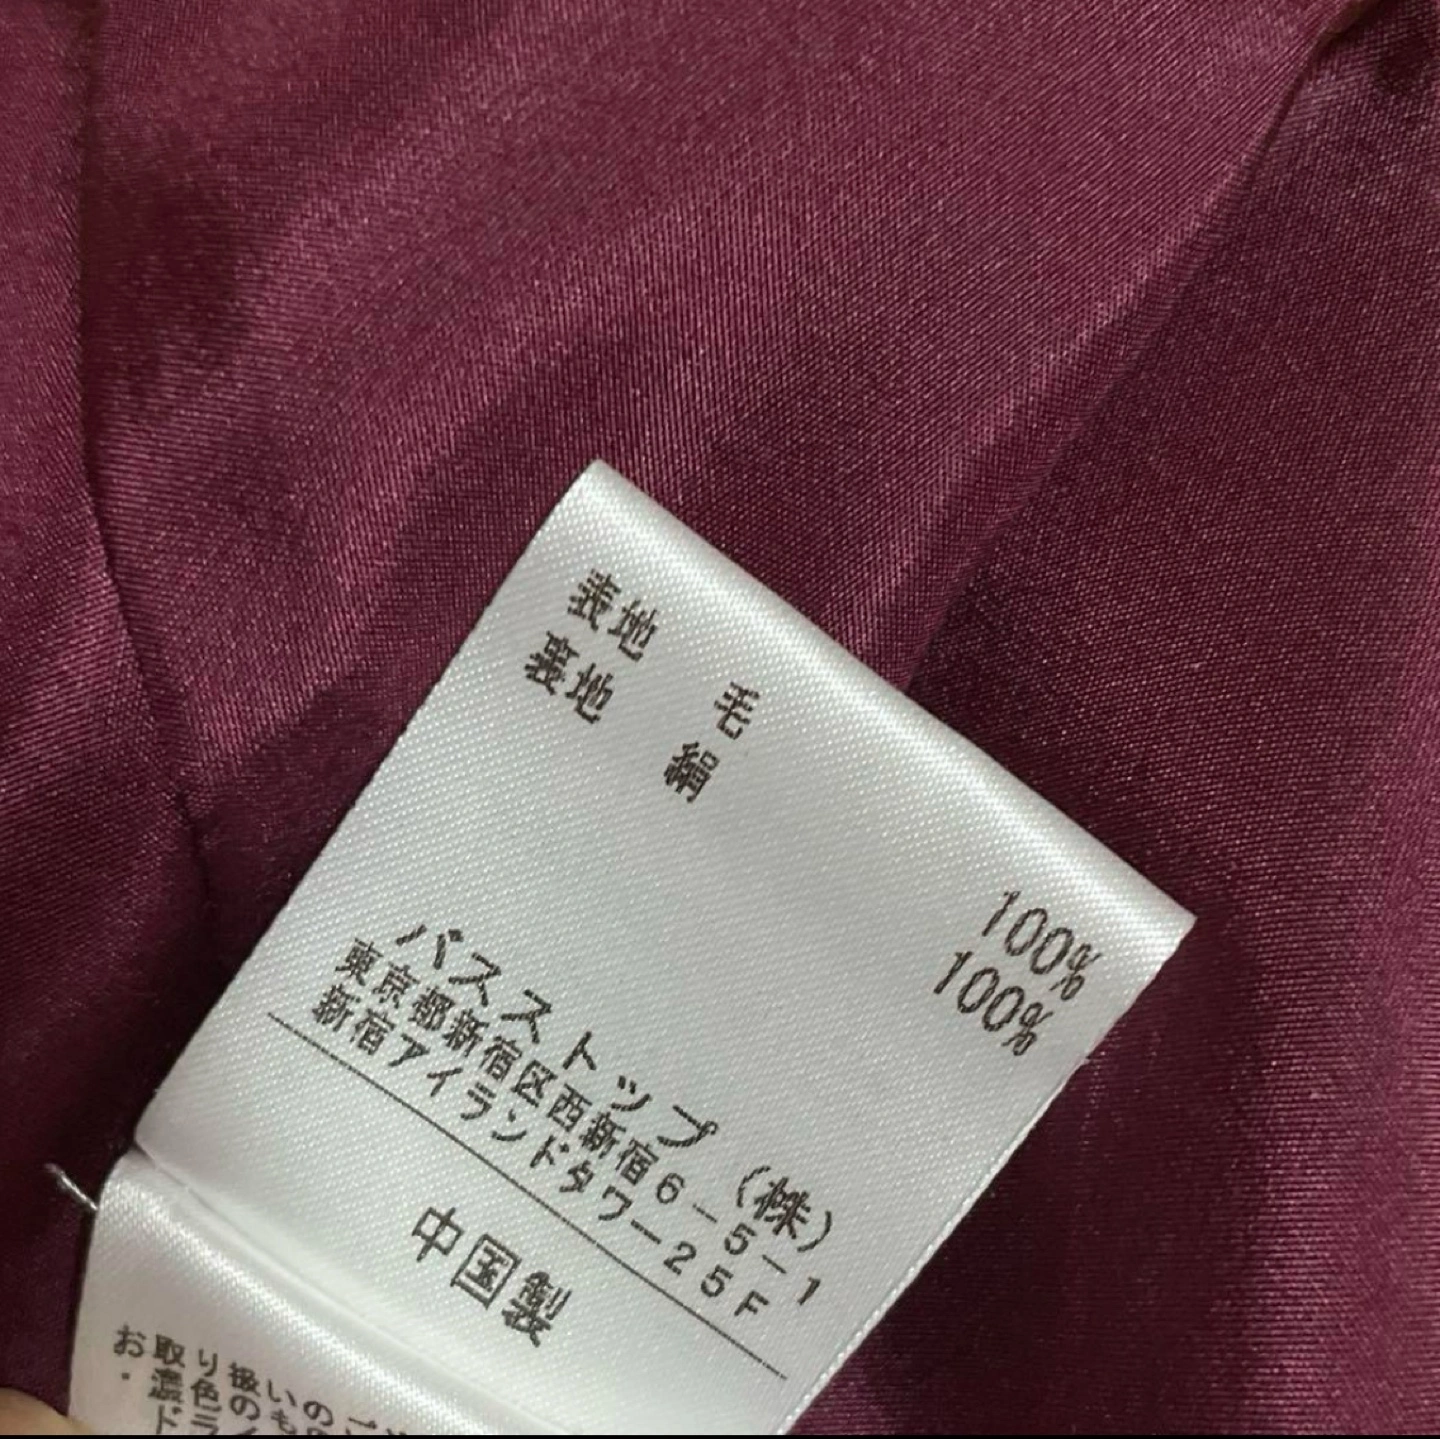 表地 毛 100%
裏地 絹 100%
バスストップ（株）
東京都新宿区西新宿6-5-1
新宿アイランドタワー25F
中国製
お取り扱いの
・濃色のも